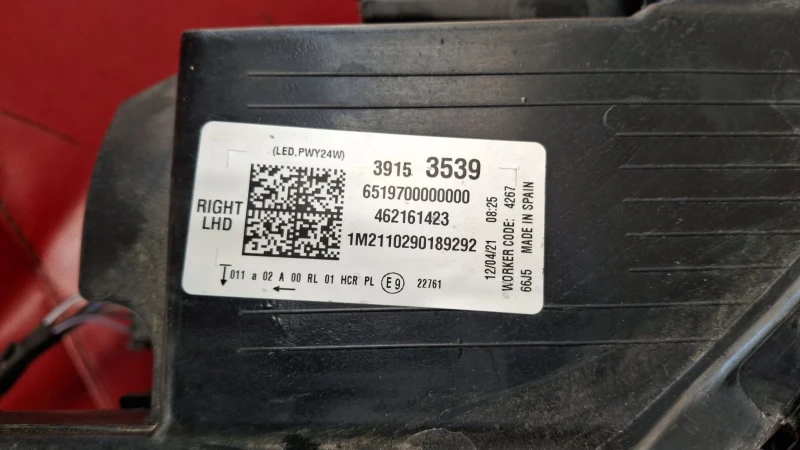 (LED, PWY24W)
3915 3539
6519700000000
462161423
1M2110290189292
RIGHT
LHD
011 a 02 A 00 RL 01 HCR PL E9 22761
12/04/21 08:25
WORKER CODE: 4267
66J5 MADE IN SPAIN